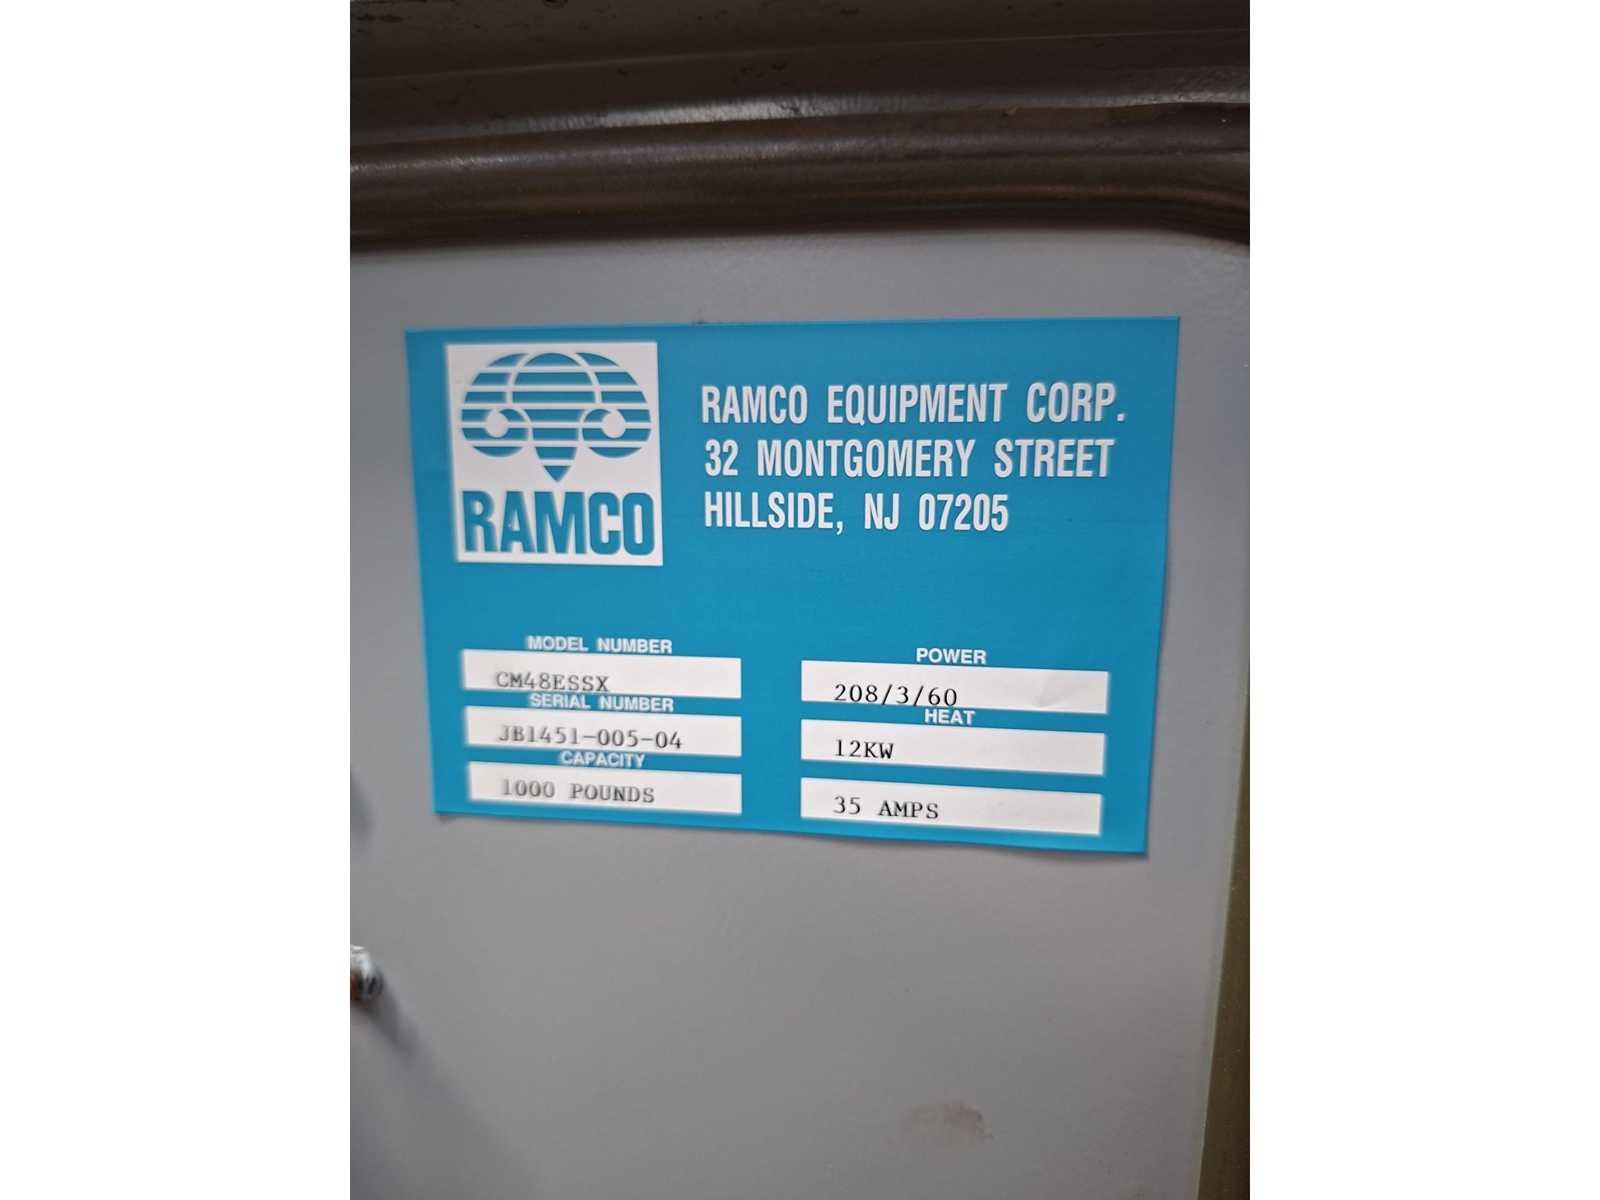 RAMCO
RAMCO EQUIPMENT CORP.
32 MONTGOMERY STREET
HILLSIDE, NJ 07205
MODEL NUMBER
CM48ESSX
SERIAL NUMBER
JB1451-005-04
CAPACITY
1000 POUNDS
POWER
208/3/60
HEAT
12KW
35 AMPS